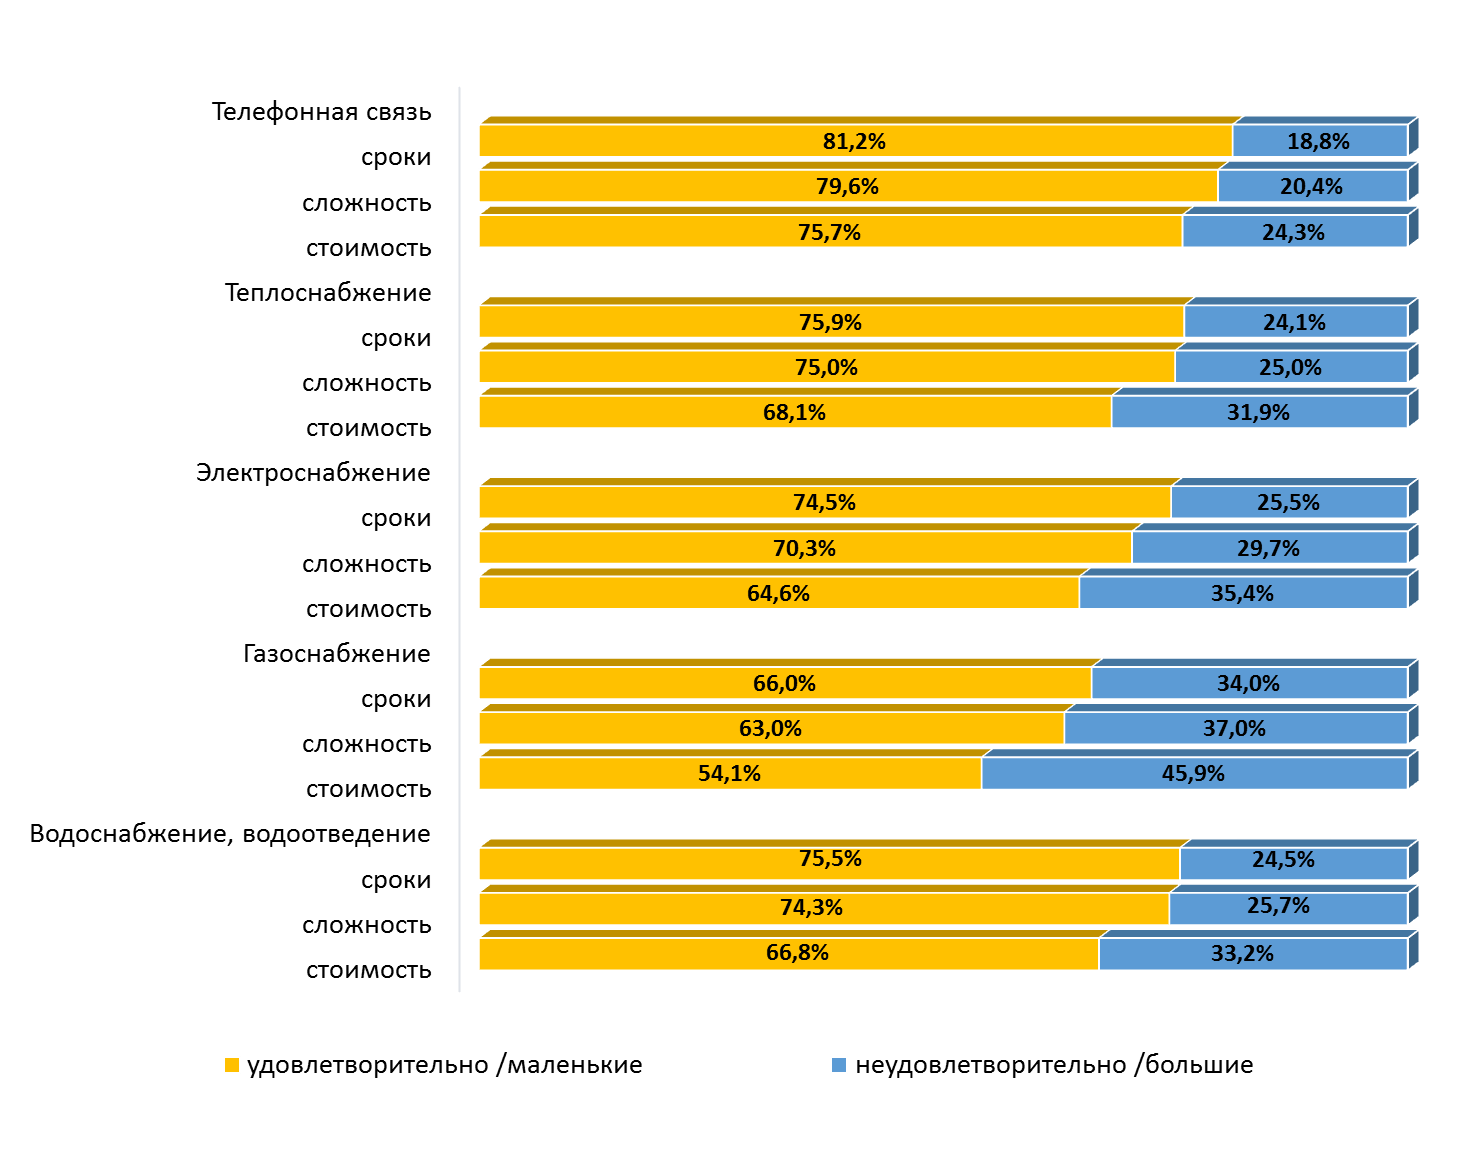 Телефонная связь
сроки 81,2% 18,8%
сложность 79,6% 20,4%
стоимость 75,7% 24,3%
Теплоснабжение
сроки 75,9% 24,1%
сложность 75,0% 25,0%
стоимость 68,1% 31,9%
Электроснабжение
сроки 74,5% 25,5%
сложность 70,3% 29,7%
стоимость 64,6% 35,4%
Газоснабжение
сроки 66,0% 34,0%
сложность 63,0% 37,0%
стоимость 54,1% 45,9%
Водоснабжение, водоотведение
сроки 75,5% 24,5%
сложность 74,3% 25,7%
стоимость 66,8% 33,2%
удовлетворительно /маленькие неудовлетворительно /большие